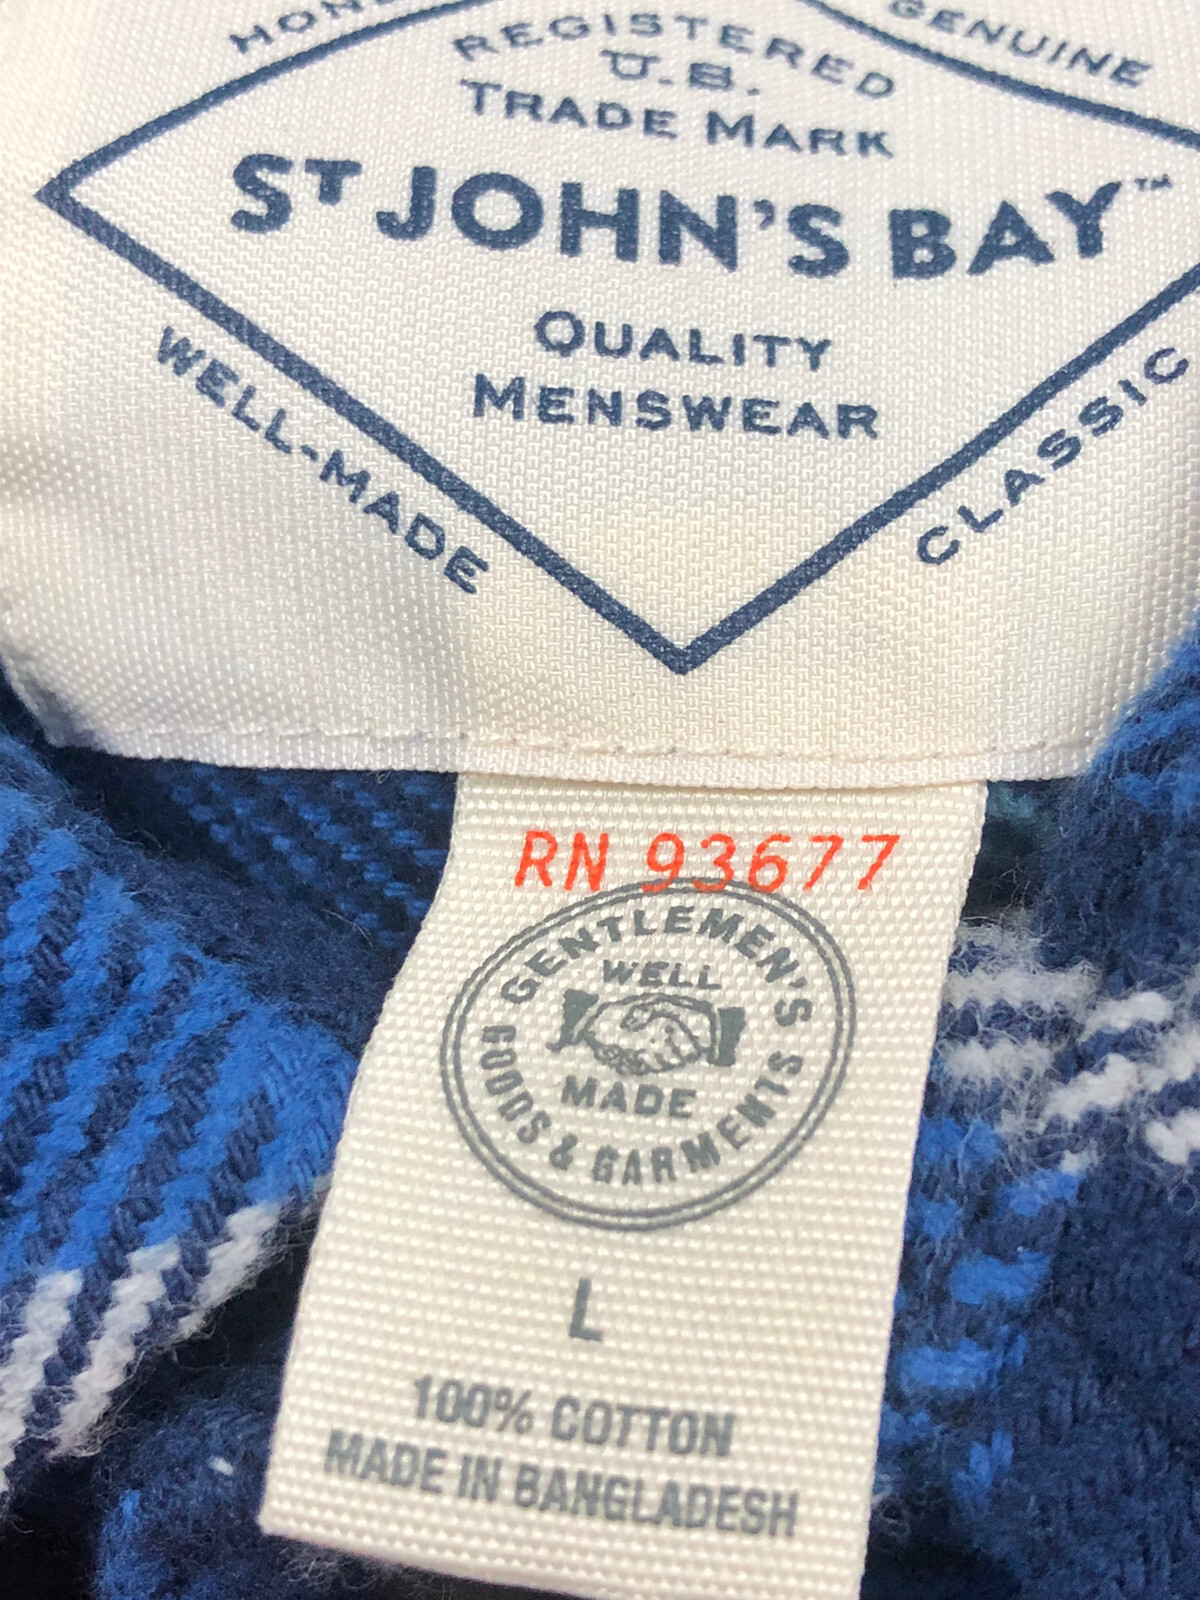 GENUINE
REGISTERED
U.S.
TRADE MARK
ST JOHN'S BAY™
QUALITY
MENSWEAR
WELL-MADE
CLASSIC
RN 93677
GENTLEMEN'S
WELL
MADE
GOODS & GARMENTS
L
100% COTTON
MADE IN BANGLADESH